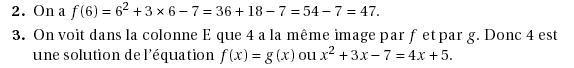 2. On a f(6) = 6² + 3 × 6 − 7 = 36 + 18 − 7 = 54 − 7 = 47.
3. On voit dans la colonne E que 4 a la même image par f et par g. Donc 4 est
une solution de l'équation f(x) = g(x) ou x² + 3x − 7 = 4x + 5.